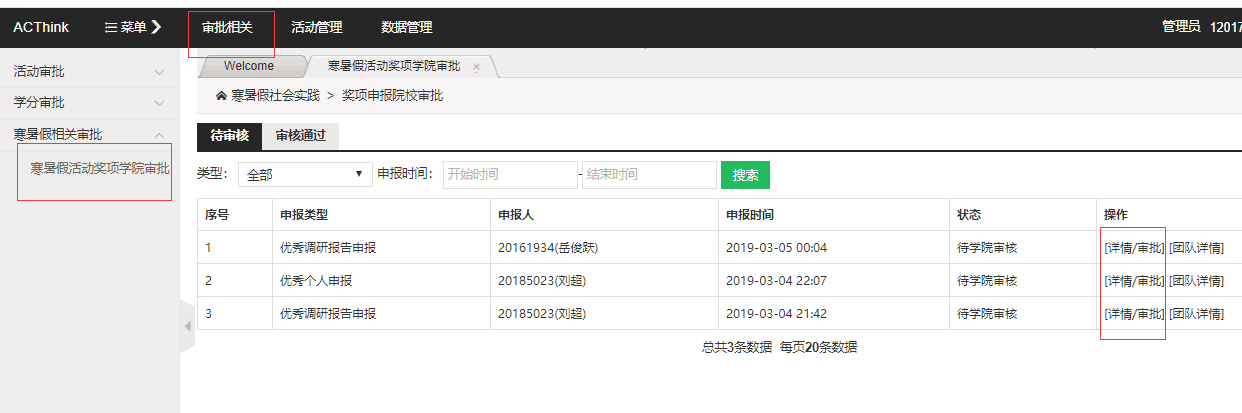 ACThink 菜单 审批相关 活动管理 数据管理 管理员 12017
活动审批
学分审批
寒暑假相关审批
寒暑假活动奖项学院审批
Welcome 寒暑假活动奖项学院审批
寒暑假社会实践 > 奖项申报院校审批
待审核 审核通过
类型: 全部 申报时间: 开始时间 - 结束时间 搜索
序号 申报类型 申报人 申报时间 状态 操作
1 优秀调研报告申报 20161934(岳俊跃) 2019-03-05 00:04 待学院审核 [详情/审批] [团队详情]
2 优秀个人申报 20185023(刘超) 2019-03-04 22:07 待学院审核 [详情/审批] [团队详情]
3 优秀调研报告申报 20185023(刘超) 2019-03-04 21:42 待学院审核 [详情/审批] [团队详情]
总共3条数据 每页20条数据